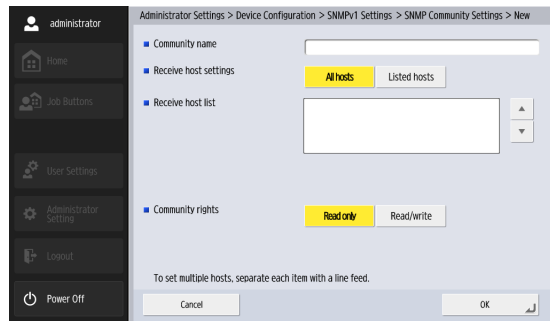 administrator
Home
Job Buttons
User Settings
Administrator
Setting
Logout
Power Off
Administrator Settings > Device Configuration > SNMPv1 Settings > SNMP Community Settings > New
Community name
Receive host settings
All hosts
Listed hosts
Receive host list
Community rights
Read only
Read/write
To set multiple hosts, separate each item with a line feed.
Cancel
OK